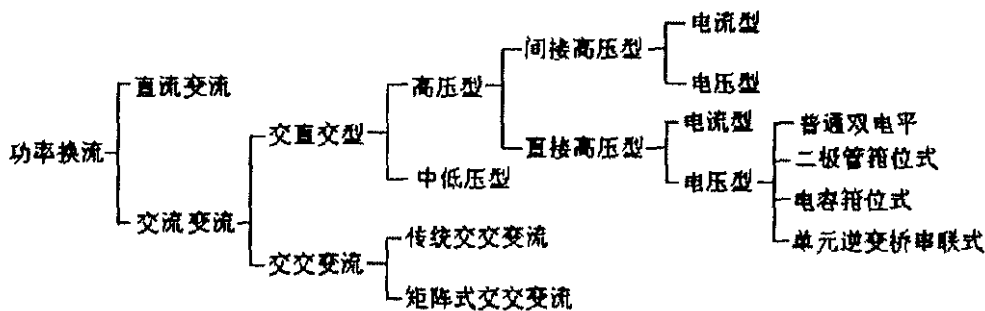 功率换流
直流变流
交流变流
交直交型
交交变流
高压型
中低压型
传统交交变流
矩阵式交交变流
间接高压型
直接高压型
电流型
电压型
电流型
电压型
普通双电平
二极管箝位式
电容箝位式
单元逆变桥串联式